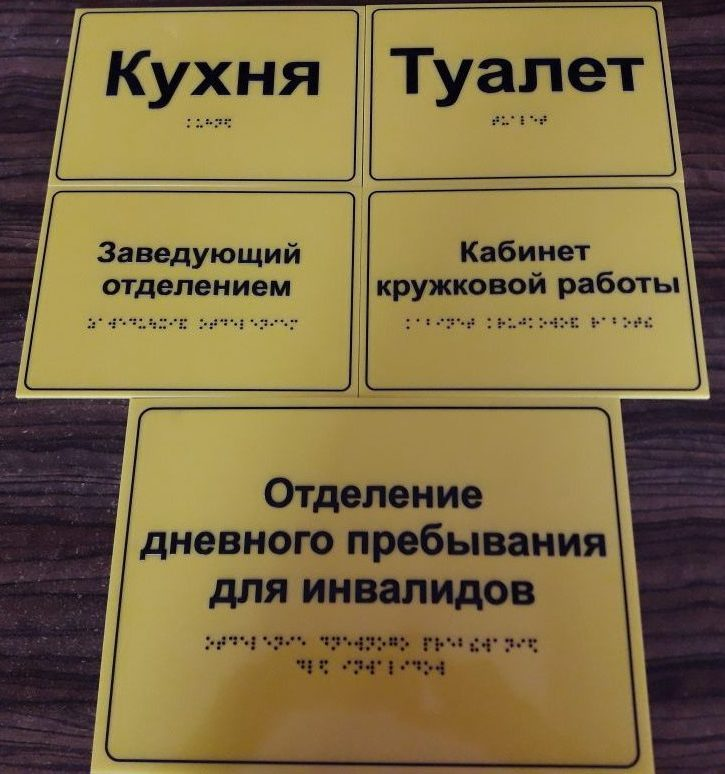 Кухня
⠅⠥⠓⠝⠫
Туалет
⠞⠥⠁⠇⠑⠞
Заведующий
отделением
⠵⠁⠺⠑⠙⠥⠳⠭⠊⠯ ⠕⠞⠙⠑⠇⠑⠝⠊⠑⠍
Кабинет
кружковой работы
⠅⠁⠃⠊⠝⠑⠞ ⠅⠗⠥⠚⠅⠕⠺⠕⠯ ⠗⠁⠃⠕⠞⠮
Отделение
дневного пребывания
для инвалидов
⠕⠞⠙⠑⠇⠑⠝⠊⠑ ⠙⠝⠑⠺⠝⠕⠛⠕ ⠏⠗⠑⠃⠮⠺⠁⠝⠊⠫
⠙⠇⠫ ⠊⠝⠺⠁⠇⠊⠙⠕⠺